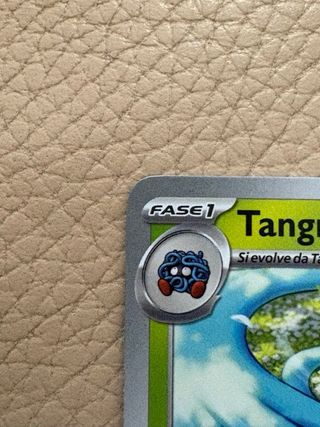 FASE 1
Tangr
Si evolve da Ta